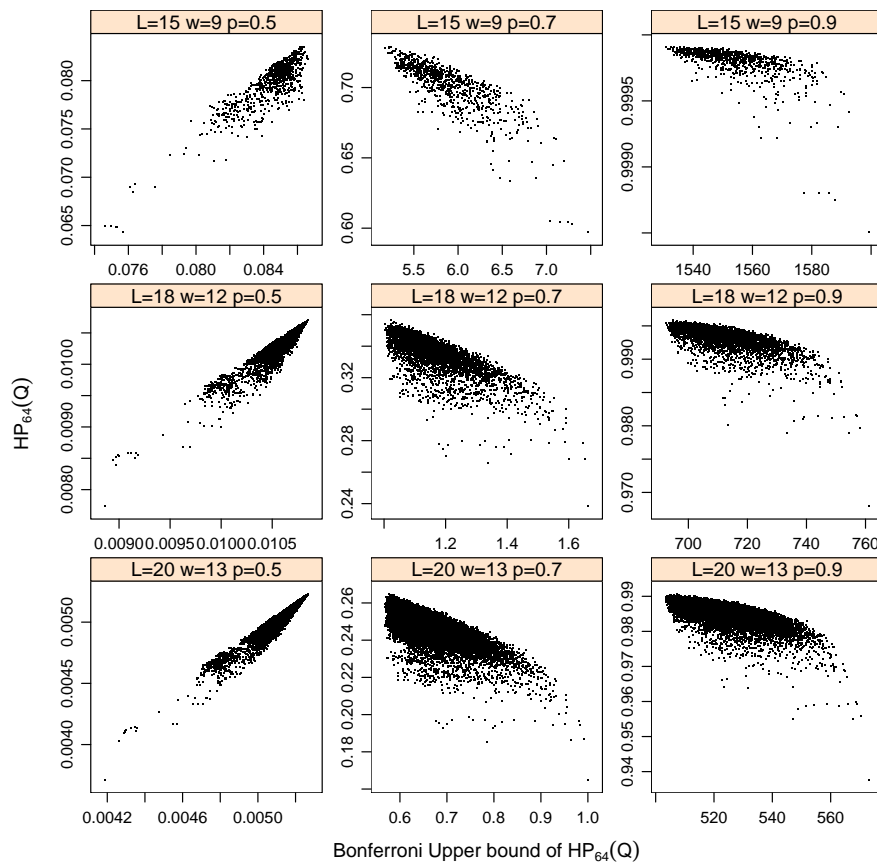 L=15 w=9 p=0.5
L=15 w=9 p=0.7
L=15 w=9 p=0.9
0.065 0.070 0.075 0.080
0.60 0.65 0.70
0.9990 0.9995
0.076 0.080 0.084
5.5 6.0 6.5 7.0
1540 1560 1580
L=18 w=12 p=0.5
L=18 w=12 p=0.7
L=18 w=12 p=0.9
0.0080 0.0090 0.0100
0.24 0.28 0.32
0.970 0.980 0.990
0.0090 0.0095 0.0100 0.0105
1.2 1.4 1.6
700 720 740 760
L=20 w=13 p=0.5
L=20 w=13 p=0.7
L=20 w=13 p=0.9
0.0040 0.0045 0.0050
0.18 0.20 0.22 0.24 0.26
0.94 0.95 0.96 0.97 0.98 0.99
0.0042 0.0046 0.0050
0.6 0.7 0.8 0.9 1.0
520 540 560
HP64(Q)
Bonferroni Upper bound of HP64(Q)